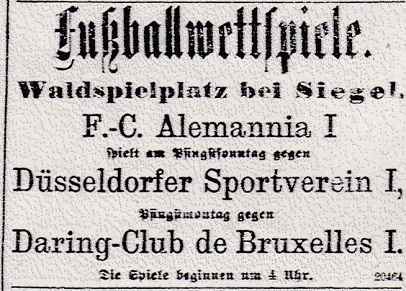 Fußballwettspiele.
Waldspielplatz bei Siegel.
F.-C. Alemannia I
spielt am Pfingstsonntag gegen
Düsseldorfer Sportverein I,
Pfingstmontag gegen
Daring-Club de Bruxelles I.
Die Spiele beginnen um 4 Uhr. 20464